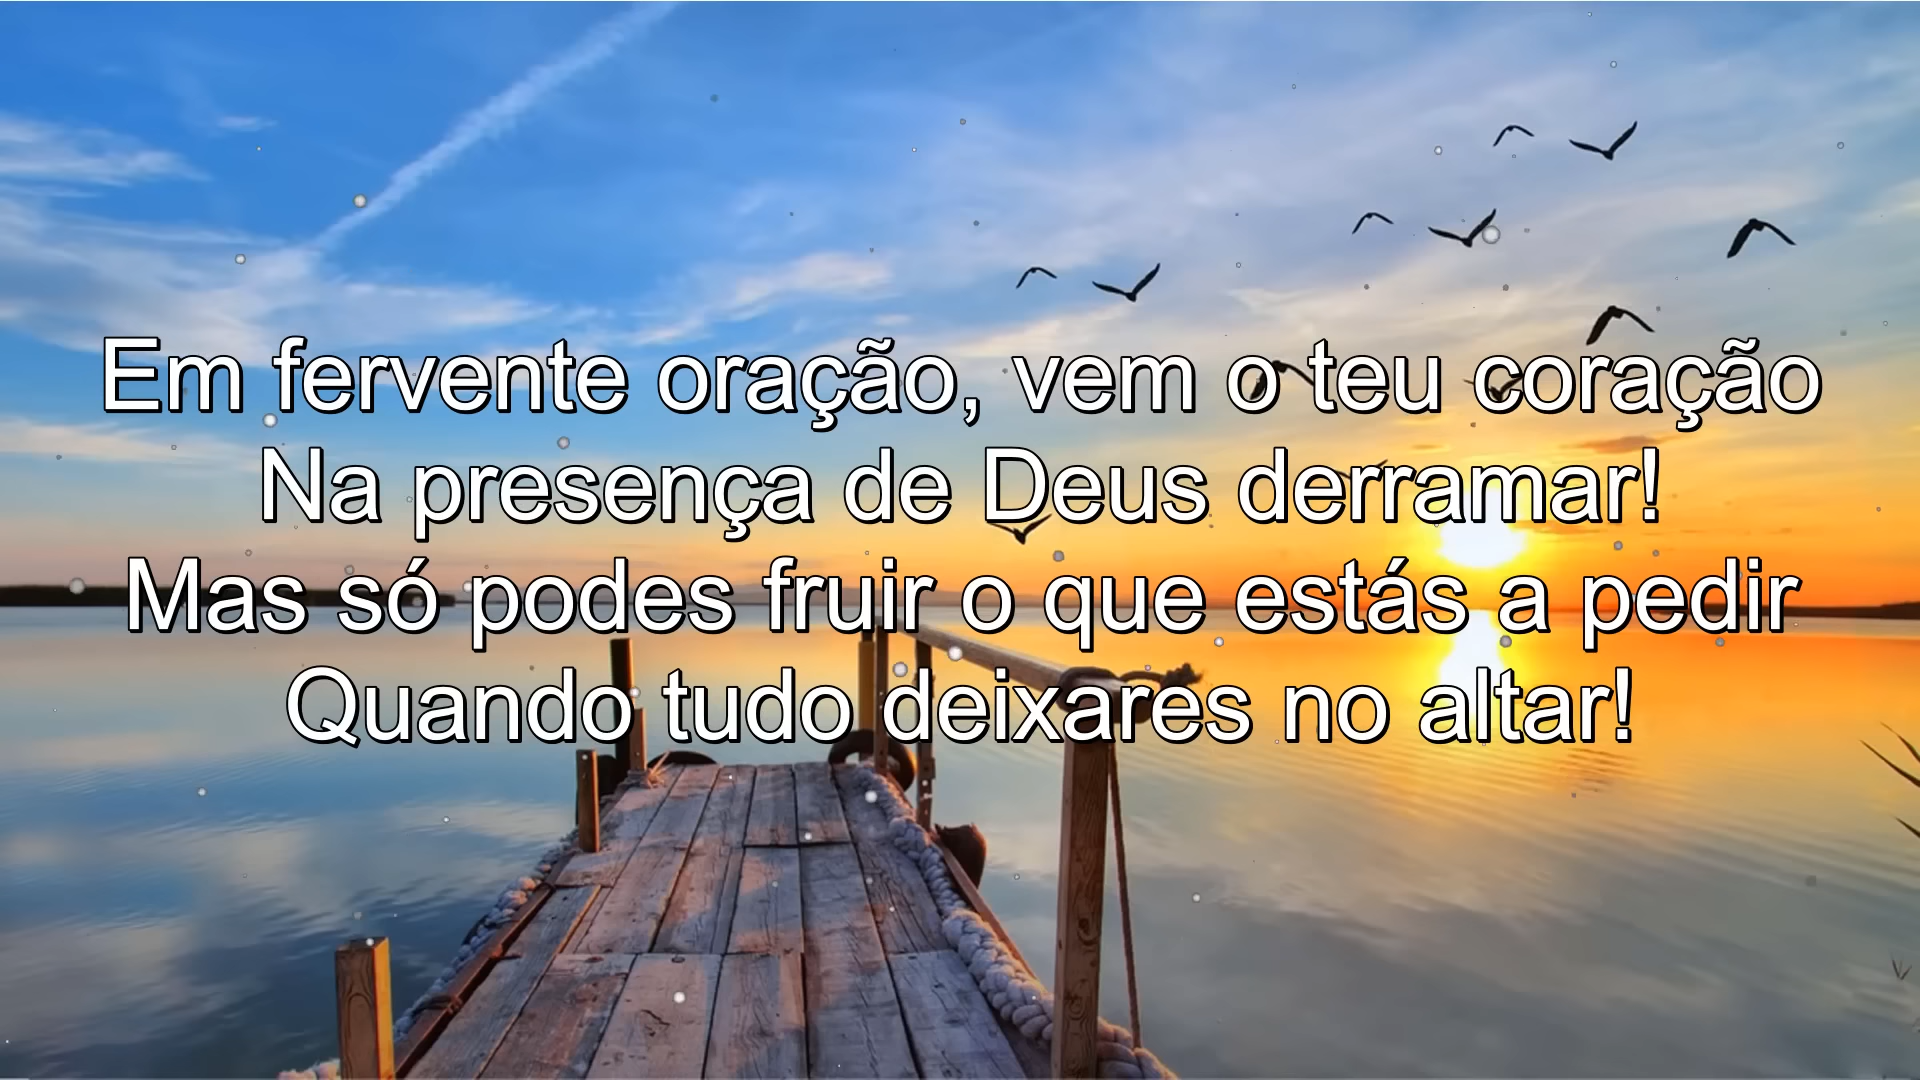 Em fervente oração, vem o teu coração
Na presença de Deus derramar!
Mas só podes fruir o que estás a pedir
Quando tudo deixares no altar!